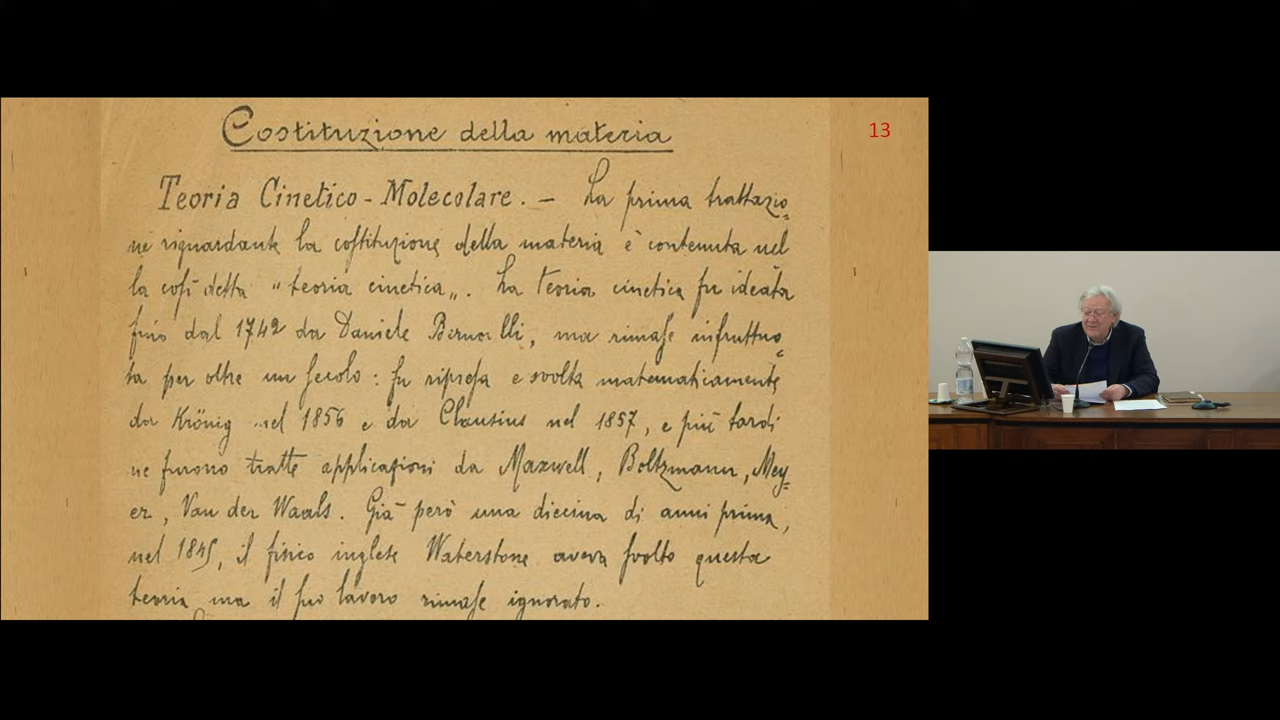 Costituzione della materia
13
Teoria Cinetico-Molecolare. — La prima trattazio=
ne riguardante la costituzione della materia è contenuta nel
la così detta "teoria cinetica„. La Teoria cinetica fu ideata
fino dal 1742 da Daniele Bernoulli, ma rimase infruttuo=
sa per oltre un secolo: fu ripresa e svolta matematicamente
da Krönig nel 1856 e da Clausius nel 1857, e più tardi
ne furono tratte applicazioni da Maxwell, Boltzmann, Mey=
er, Van der Waals. Già però una diecina di anni prima,
nel 1845, il fisico inglese Waterstone aveva svolto questa
teoria ma il suo lavoro rimase ignorato.